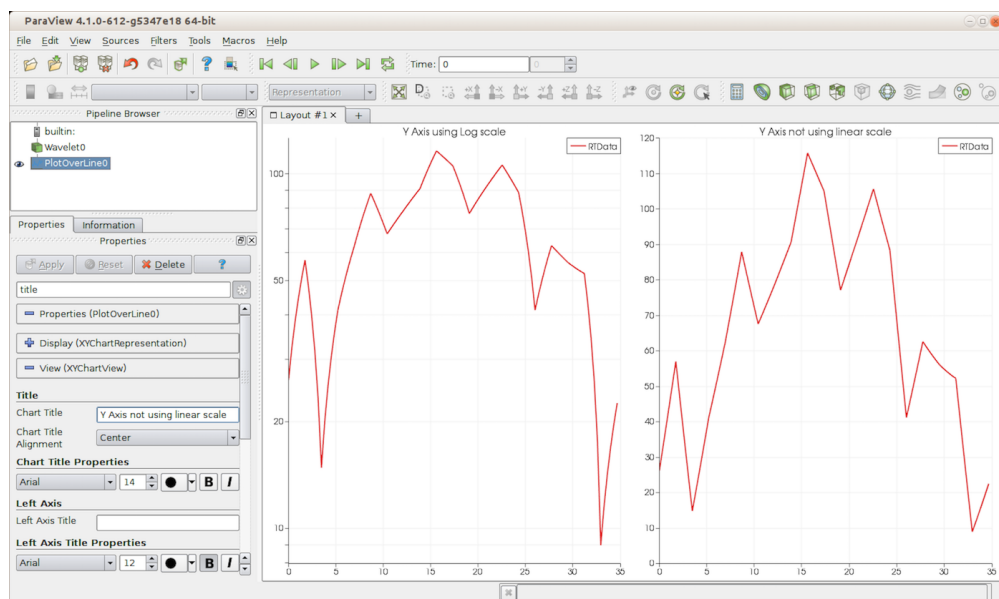 ParaView 4.1.0-612-g5347e18 64-bit
File Edit View Sources Filters Tools Macros Help
Time: 0 0
Representation
Pipeline Browser
builtin:
Wavelet0
PlotOverLine0
Properties Information
Properties
Apply Reset Delete ?
title
Properties (PlotOverLine0)
Display (XYChartRepresentation)
View (XYChartView)
Title
Chart Title Y Axis not using linear scale
Chart Title
Alignment Center
Chart Title Properties
Arial 14 B I
Left Axis
Left Axis Title
Left Axis Title Properties
Arial 12 B I
Layout #1 × +
Y Axis using Log scale
RTData
100
50
20
10
0 5 10 15 20 25 30 35
Y Axis not using linear scale
RTData
120
110
100
90
80
70
60
50
40
30
20
10
0
0 5 10 15 20 25 30 35